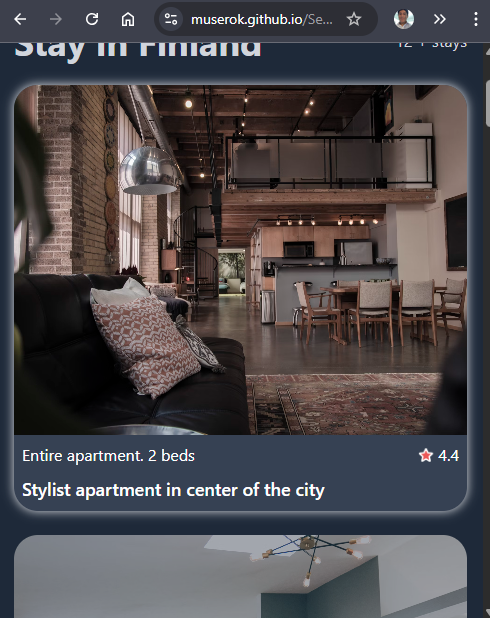 muserok.github.io/Se...
Stay in Finland
12 + stays
Entire apartment. 2 beds
4.4
Stylist apartment in center of the city